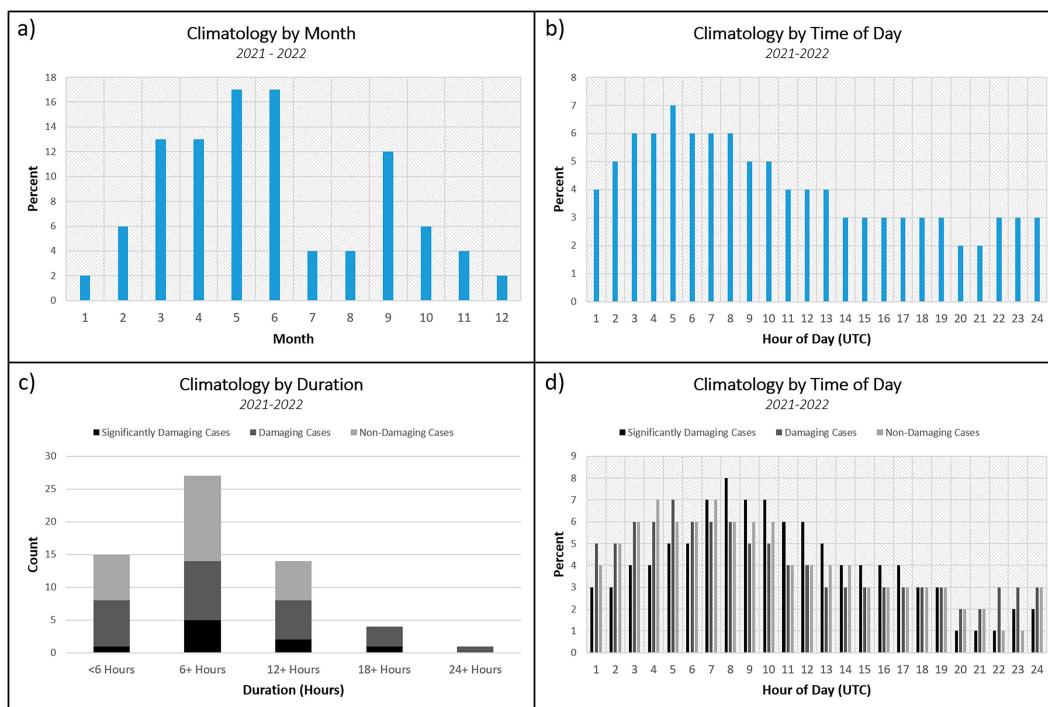 a)
Climatology by Month
2021 - 2022
Percent
18
16
14
12
10
8
6
4
2
0
1 2 3 4 5 6 7 8 9 10 11 12
Month
b)
Climatology by Time of Day
2021-2022
Percent
8
7
6
5
4
3
2
1
0
1 2 3 4 5 6 7 8 9 10 11 12 13 14 15 16 17 18 19 20 21 22 23 24
Hour of Day (UTC)
c)
Climatology by Duration
2021-2022
Significantly Damaging Cases Damaging Cases Non-Damaging Cases
Count
30
25
20
15
10
5
0
<6 Hours 6+ Hours 12+ Hours 18+ Hours 24+ Hours
Duration (Hours)
d)
Climatology by Time of Day
2021-2022
Significantly Damaging Cases Damaging Cases Non-Damaging Cases
Percent
9
8
7
6
5
4
3
2
1
0
1 2 3 4 5 6 7 8 9 10 11 12 13 14 15 16 17 18 19 20 21 22 23 24
Hour of Day (UTC)